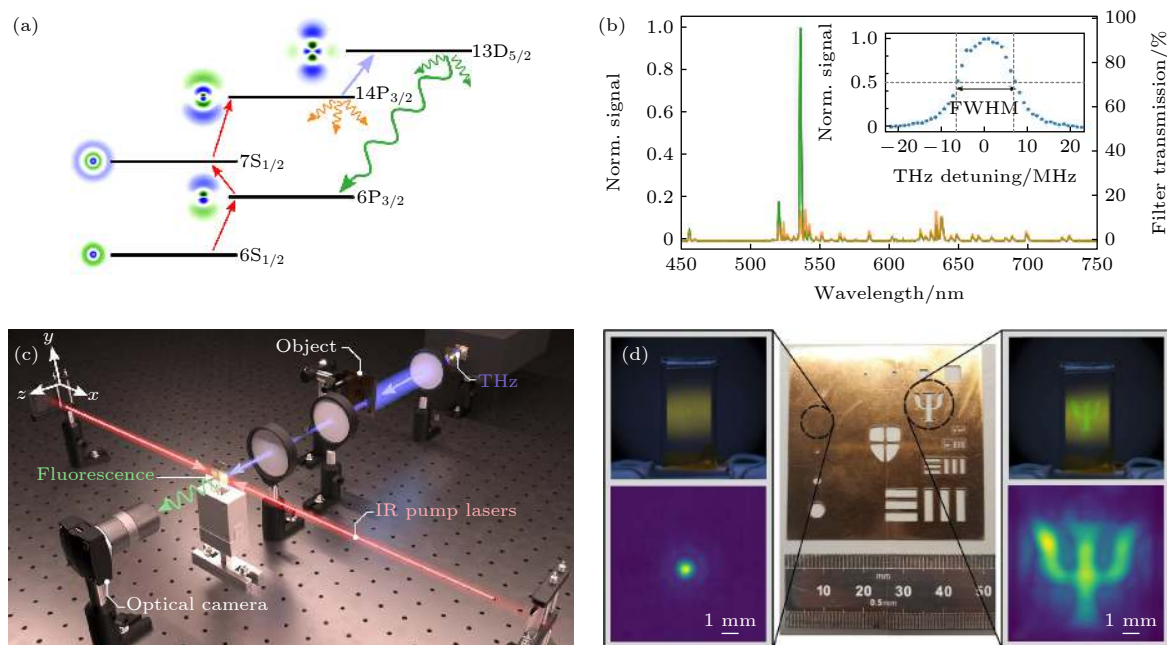 (a)
13D5/2
14P3/2
7S1/2
6P3/2
6S1/2
(b)
Norm. signal
1.0
0.8
0.6
0.4
0.2
0
450
500
550
600
650
700
750
Wavelength/nm
100
80
60
40
20
0
Filter transmission/%
Norm. signal
1.0
0.5
0
FWHM
−20
−10
0
10
20
THz detuning/MHz
(c)
y
z
x
Object
THz
Fluorescence
IR pump lasers
Optical camera
(d)
mm
10
20
30
40
50
0.5mm
1 mm
1 mm